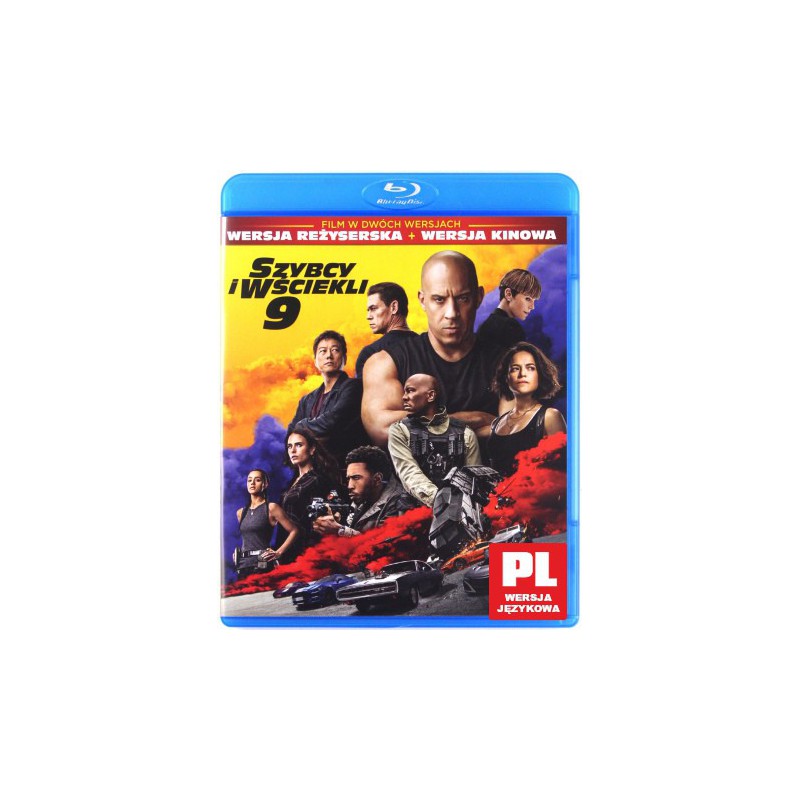 Blu-ray Disc
FILM W DWÓCH WERSJACH
WERSJA REŻYSERSKA + WERSJA KINOWA
SZYBCY
i WŚCIEKLI
9
PL
WERSJA
JĘZYKOWA